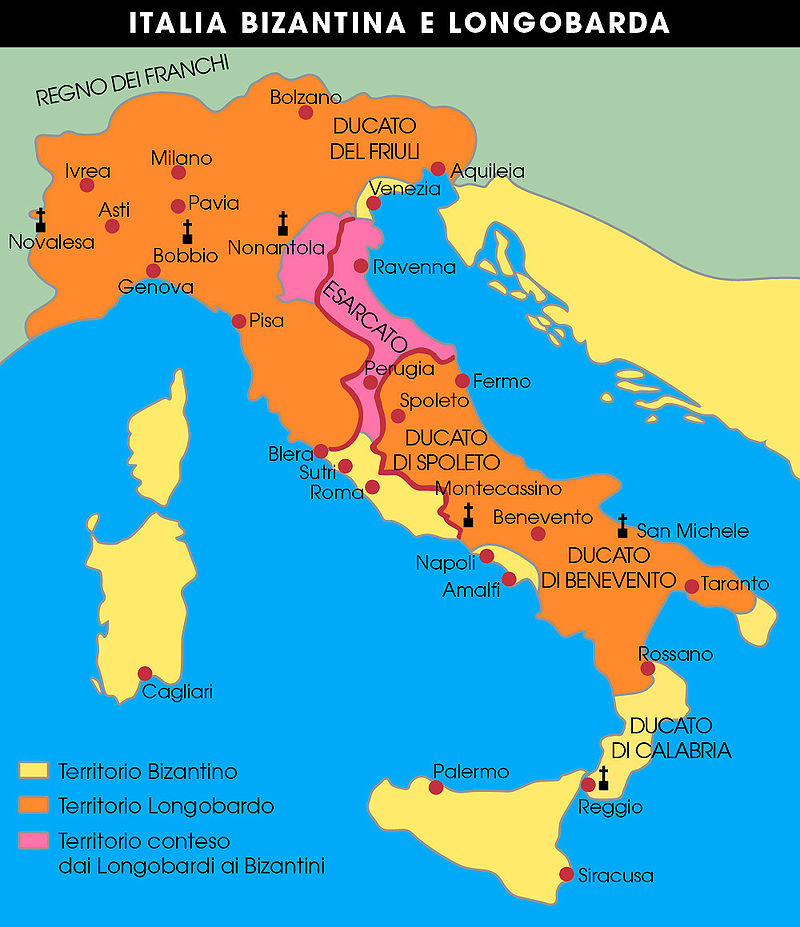 ITALIA BIZANTINA E LONGOBARDA
REGNO DEI FRANCHI
Bolzano
DUCATO
DEL FRIULI
Milano
Ivrea
Aquileia
Venezia
Asti
Pavia
Novalesa
Bobbio
Nonantola
Genova
Ravenna
ESARCATO
Pisa
Perugia
Fermo
Spoleto
DUCATO
DI SPOLETO
Blera
Sutri
Roma
Montecassino
Benevento
San Michele
DUCATO
DI BENEVENTO
Napoli
Amalfi
Taranto
Rossano
Cagliari
DUCATO
DI CALABRIA
Palermo
Reggio
Siracusa
Territorio Bizantino
Territorio Longobardo
Territorio conteso
dai Longobardi ai Bizantini